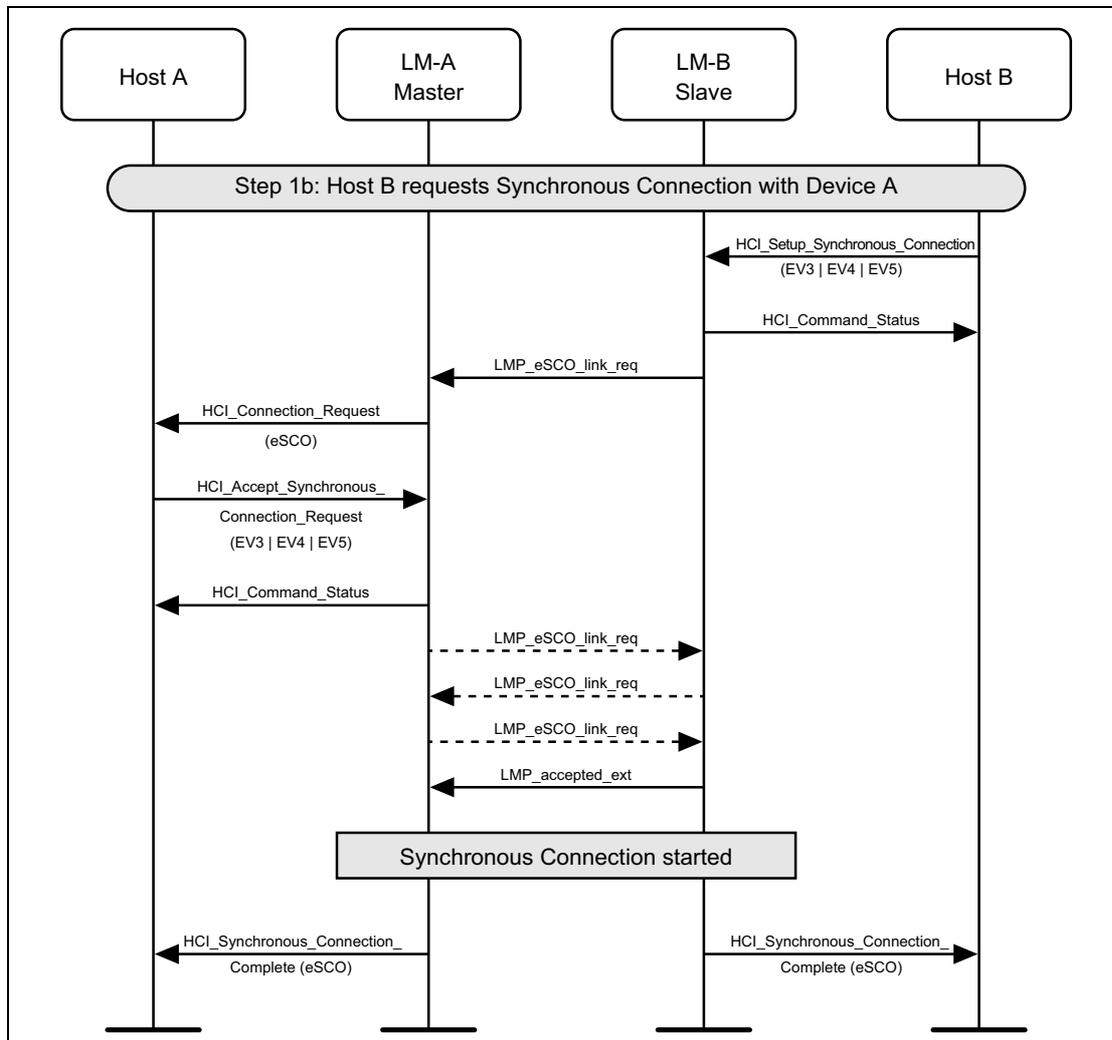 Host A
LM-A
Master
LM-B
Slave
Host B
Step 1b: Host B requests Synchronous Connection with Device A
HCI_Setup_Synchronous_Connection
(EV3 | EV4 | EV5)
HCI_Command_Status
LMP_eSCO_link_req
HCI_Connection_Request
(eSCO)
HCI_Accept_Synchronous_
Connection_Request
(EV3 | EV4 | EV5)
HCI_Command_Status
LMP_eSCO_link_req
LMP_eSCO_link_req
LMP_eSCO_link_req
LMP_accepted_ext
Synchronous Connection started
HCI_Synchronous_Connection_
Complete (eSCO)
HCI_Synchronous_Connection_
Complete (eSCO)